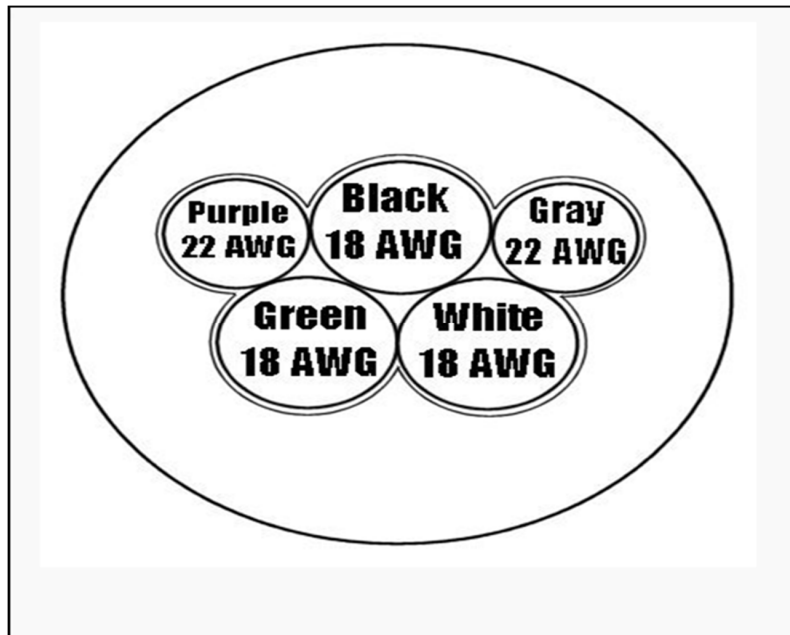 Purple
22 AWG
Black
18 AWG
Gray
22 AWG
Green
18 AWG
White
18 AWG